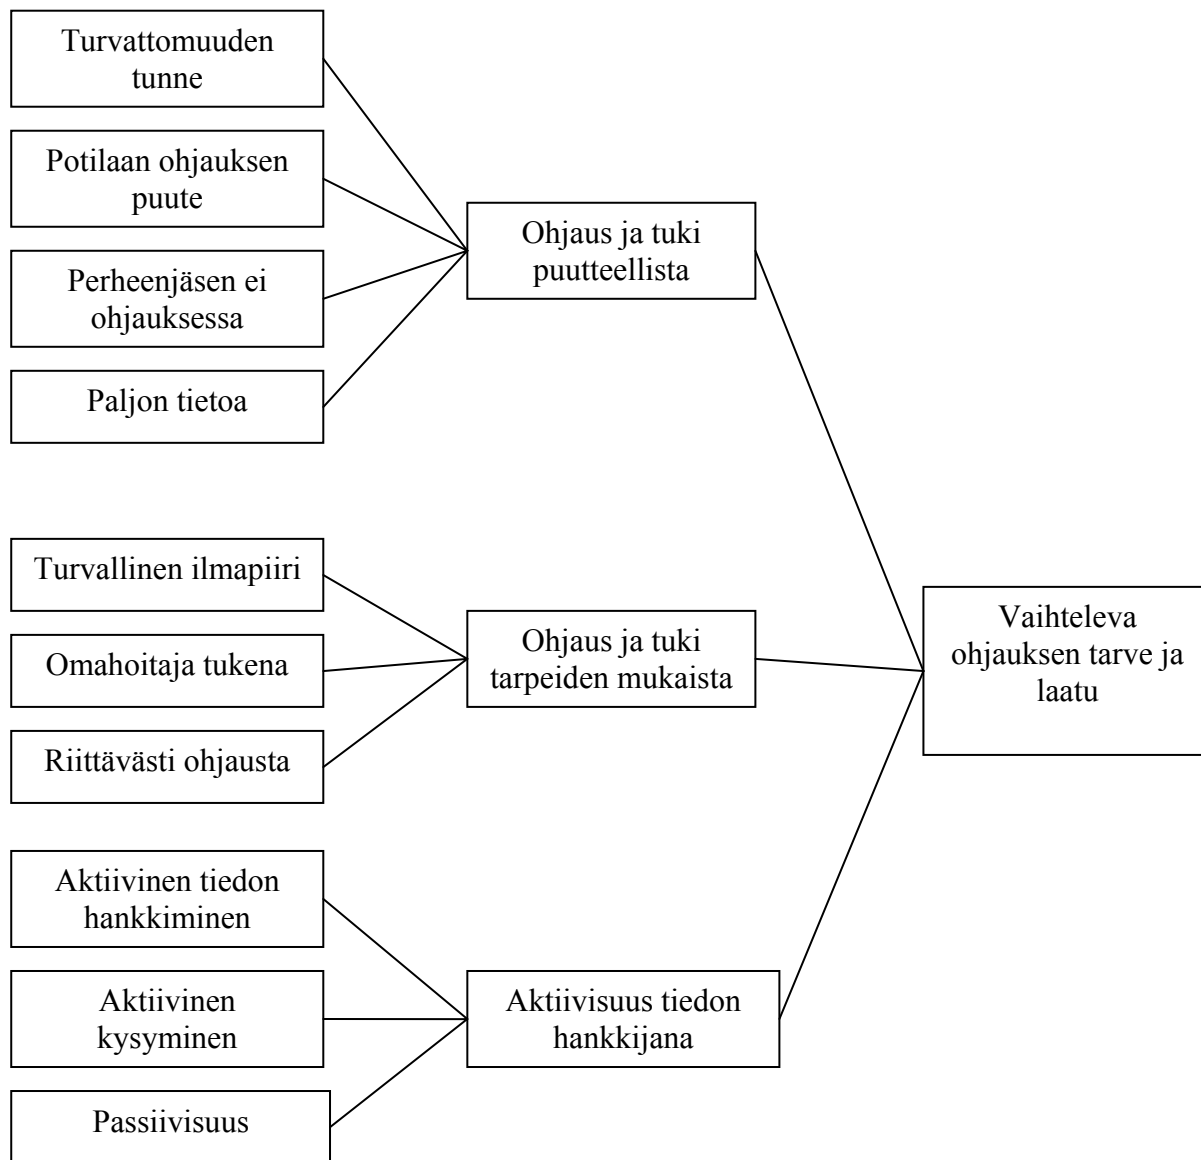 Turvattomuuden
tunne
Potilaan ohjauksen
puute
Perheenjäsen ei
ohjauksessa
Paljon tietoa
Ohjaus ja tuki
puutteellista
Turvallinen ilmapiiri
Omahoitaja tukena
Riittävästi ohjausta
Ohjaus ja tuki
tarpeiden mukaista
Aktiivinen tiedon
hankkiminen
Aktiivinen
kysyminen
Passiivisuus
Aktiivisuus tiedon
hankkijana
Vaihteleva
ohjauksen tarve ja
laatu